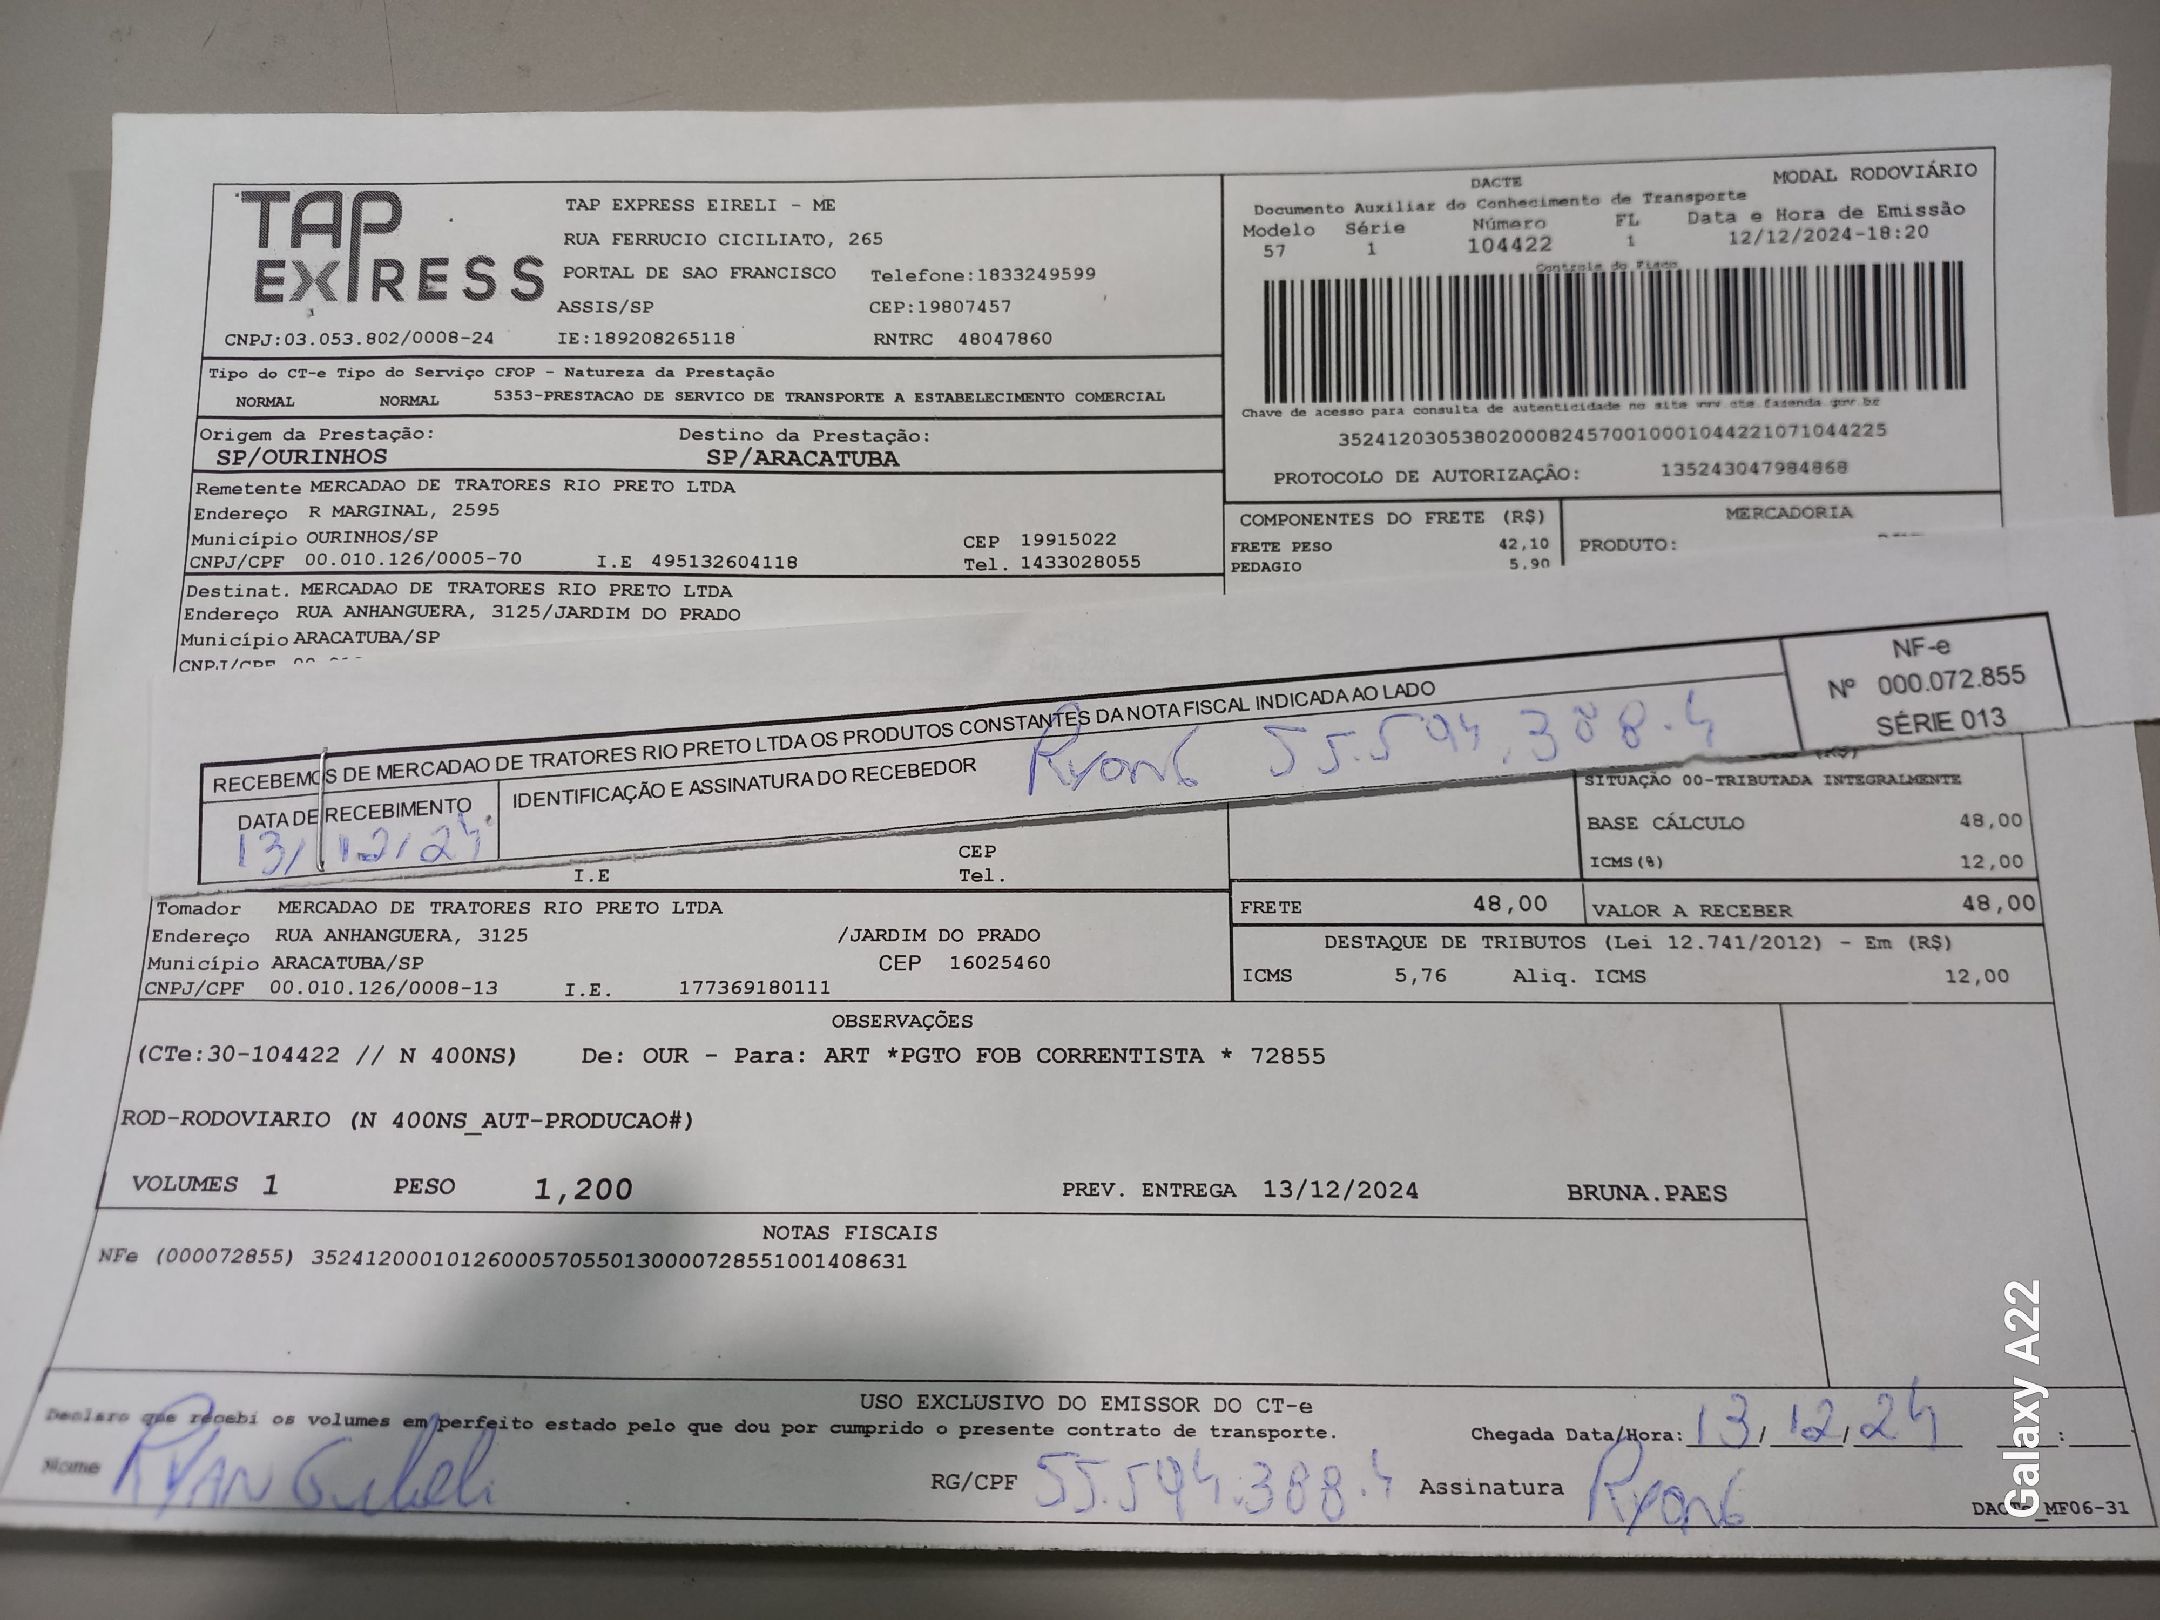 TAP EXPRESS
TAP EXPRESS EIRELI - ME
RUA FERRUCIO CICILIATO, 265
PORTAL DE SAO FRANCISCO Telefone:1833249599
ASSIS/SP CEP:19807457
CNPJ:03.053.802/0008-24 IE:189208265118 RNTRC 48047860
DACTE MODAL RODOVIÁRIO
Documento Auxiliar do Conhecimento de Transporte
Modelo Série Número FL Data e Hora de Emissão
57 1 104422 1 12/12/2024-18:20
Controle do Fisco
Chave de acesso para consulta de autenticidade no site www.cte.fazenda.gov.br
35241203053802000824570010001044221071044225
PROTOCOLO DE AUTORIZAÇÃO: 135243047984868
Tipo do CT-e Tipo do Serviço CFOP - Natureza da Prestação
NORMAL NORMAL 5353-PRESTACAO DE SERVICO DE TRANSPORTE A ESTABELECIMENTO COMERCIAL
Origem da Prestação: Destino da Prestação:
SP/OURINHOS SP/ARACATUBA
Remetente MERCADAO DE TRATORES RIO PRETO LTDA
Endereço R MARGINAL, 2595
Município OURINHOS/SP CEP 19915022
CNPJ/CPF 00.010.126/0005-70 I.E 495132604118 Tel. 1433028055
COMPONENTES DO FRETE (R$) MERCADORIA
FRETE PESO 42,10 PRODUTO:
PEDAGIO 5,90
Destinat. MERCADAO DE TRATORES RIO PRETO LTDA
Endereço RUA ANHANGUERA, 3125/JARDIM DO PRADO
Município ARACATUBA/SP
CNPJ/CPF
RECEBEMOS DE MERCADAO DE TRATORES RIO PRETO LTDA OS PRODUTOS CONSTANTES DA NOTA FISCAL INDICADA AO LADO
DATA DE RECEBIMENTO
13/12/24
IDENTIFICAÇÃO E ASSINATURA DO RECEBEDOR
Ryan G 55.594.388.4
NF-e
Nº 000.072.855
SÉRIE 013
SITUAÇÃO 00-TRIBUTADA INTEGRALMENTE
BASE CÁLCULO 48,00
ICMS(%) 12,00
CEP
I.E Tel.
FRETE 48,00 VALOR A RECEBER 48,00
Tomador MERCADAO DE TRATORES RIO PRETO LTDA
Endereço RUA ANHANGUERA, 3125 /JARDIM DO PRADO
Município ARACATUBA/SP CEP 16025460
CNPJ/CPF 00.010.126/0008-13 I.E. 177369180111
DESTAQUE DE TRIBUTOS (Lei 12.741/2012) - Em (R$)
ICMS 5,76 Aliq. ICMS 12,00
OBSERVAÇÕES
(CTe:30-104422 // N 400NS) De: OUR - Para: ART *PGTO FOB CORRENTISTA * 72855
ROD-RODOVIARIO (N 400NS_AUT-PRODUCAO#)
VOLUMES 1 PESO 1,200 PREV. ENTREGA 13/12/2024 BRUNA.PAES
NOTAS FISCAIS
NFe (000072855) 35241200010126000570550130000728551001408631
USO EXCLUSIVO DO EMISSOR DO CT-e
Declaro que recebi os volumes em perfeito estado pelo que dou por cumprido o presente contrato de transporte.
Chegada Data/Hora: 13/12/24 :
Nome RYAN
RG/CPF 55.594.388.4 Assinatura Ryan G
MF06-31
Galaxy A22